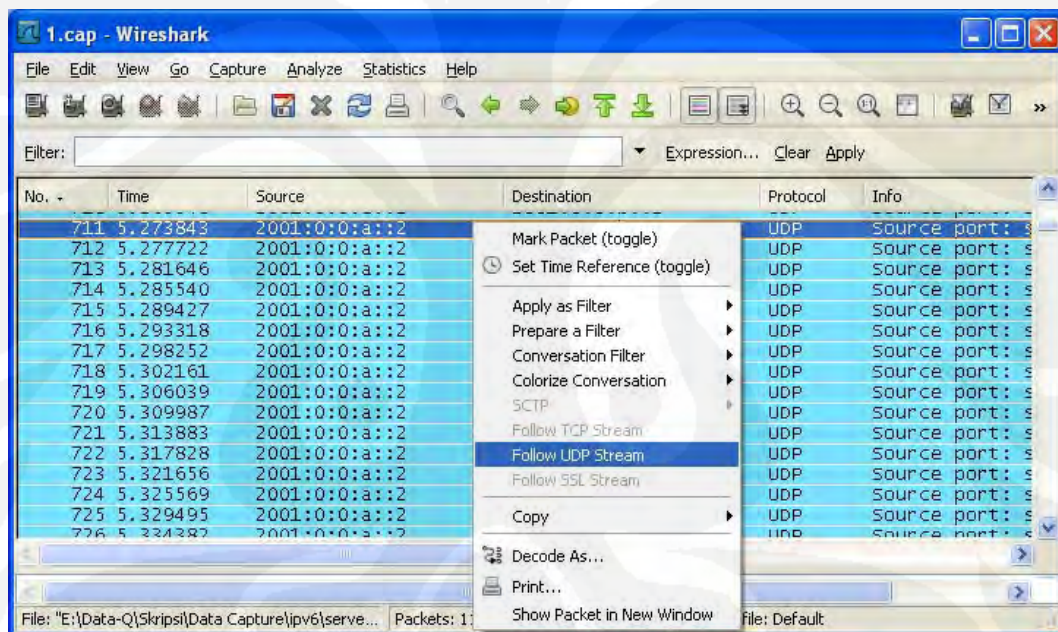 1.cap - Wireshark
File Edit View Go Capture Analyze Statistics Help
Filter: Expression... Clear Apply
No. Time Source Destination Protocol Info
711 5.273843 2001:0:0:a::2 UDP Source port: s
712 5.277722 2001:0:0:a::2 UDP Source port: s
713 5.281646 2001:0:0:a::2 UDP Source port: s
714 5.285540 2001:0:0:a::2 UDP Source port: s
715 5.289427 2001:0:0:a::2 UDP Source port: s
716 5.293318 2001:0:0:a::2 UDP Source port: s
717 5.298252 2001:0:0:a::2 UDP Source port: s
718 5.302161 2001:0:0:a::2 UDP Source port: s
719 5.306039 2001:0:0:a::2 UDP Source port: s
720 5.309987 2001:0:0:a::2 UDP Source port: s
721 5.313883 2001:0:0:a::2 UDP Source port: s
722 5.317828 2001:0:0:a::2 UDP Source port: s
723 5.321656 2001:0:0:a::2 UDP Source port: s
724 5.325569 2001:0:0:a::2 UDP Source port: s
725 5.329495 2001:0:0:a::2 UDP Source port: s
726 5.334382 2001:0:0:a::2 UDP Source port: s
Mark Packet (toggle)
Set Time Reference (toggle)
Apply as Filter
Prepare a Filter
Conversation Filter
Colorize Conversation
SCTP
Follow TCP Stream
Follow UDP Stream
Follow SSL Stream
Copy
Decode As...
Print...
Show Packet in New Window
File: "E:\Data-Q\Skripsi\Data Capture\ipv6\serve... Packets: 1 file: Default